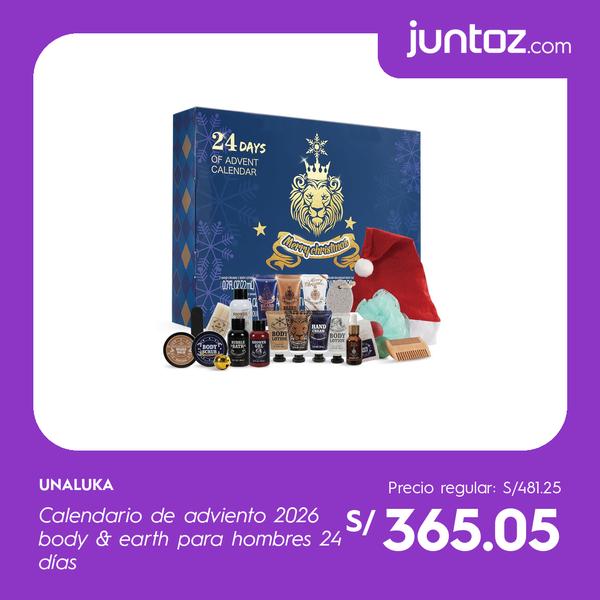 juntoz.com
24 DAYS
OF ADVENT
CALENDAR
Merry christmas
BODY
SCRUB
BUBBLE
BATH
SHOWER
GEL
BODY
LOTION
HAND
CREAM
BODY
LOTION
UNALUKA
Calendario de adviento 2026
body & earth para hombres 24
días
Precio regular: S/481.25
S/ 365.05